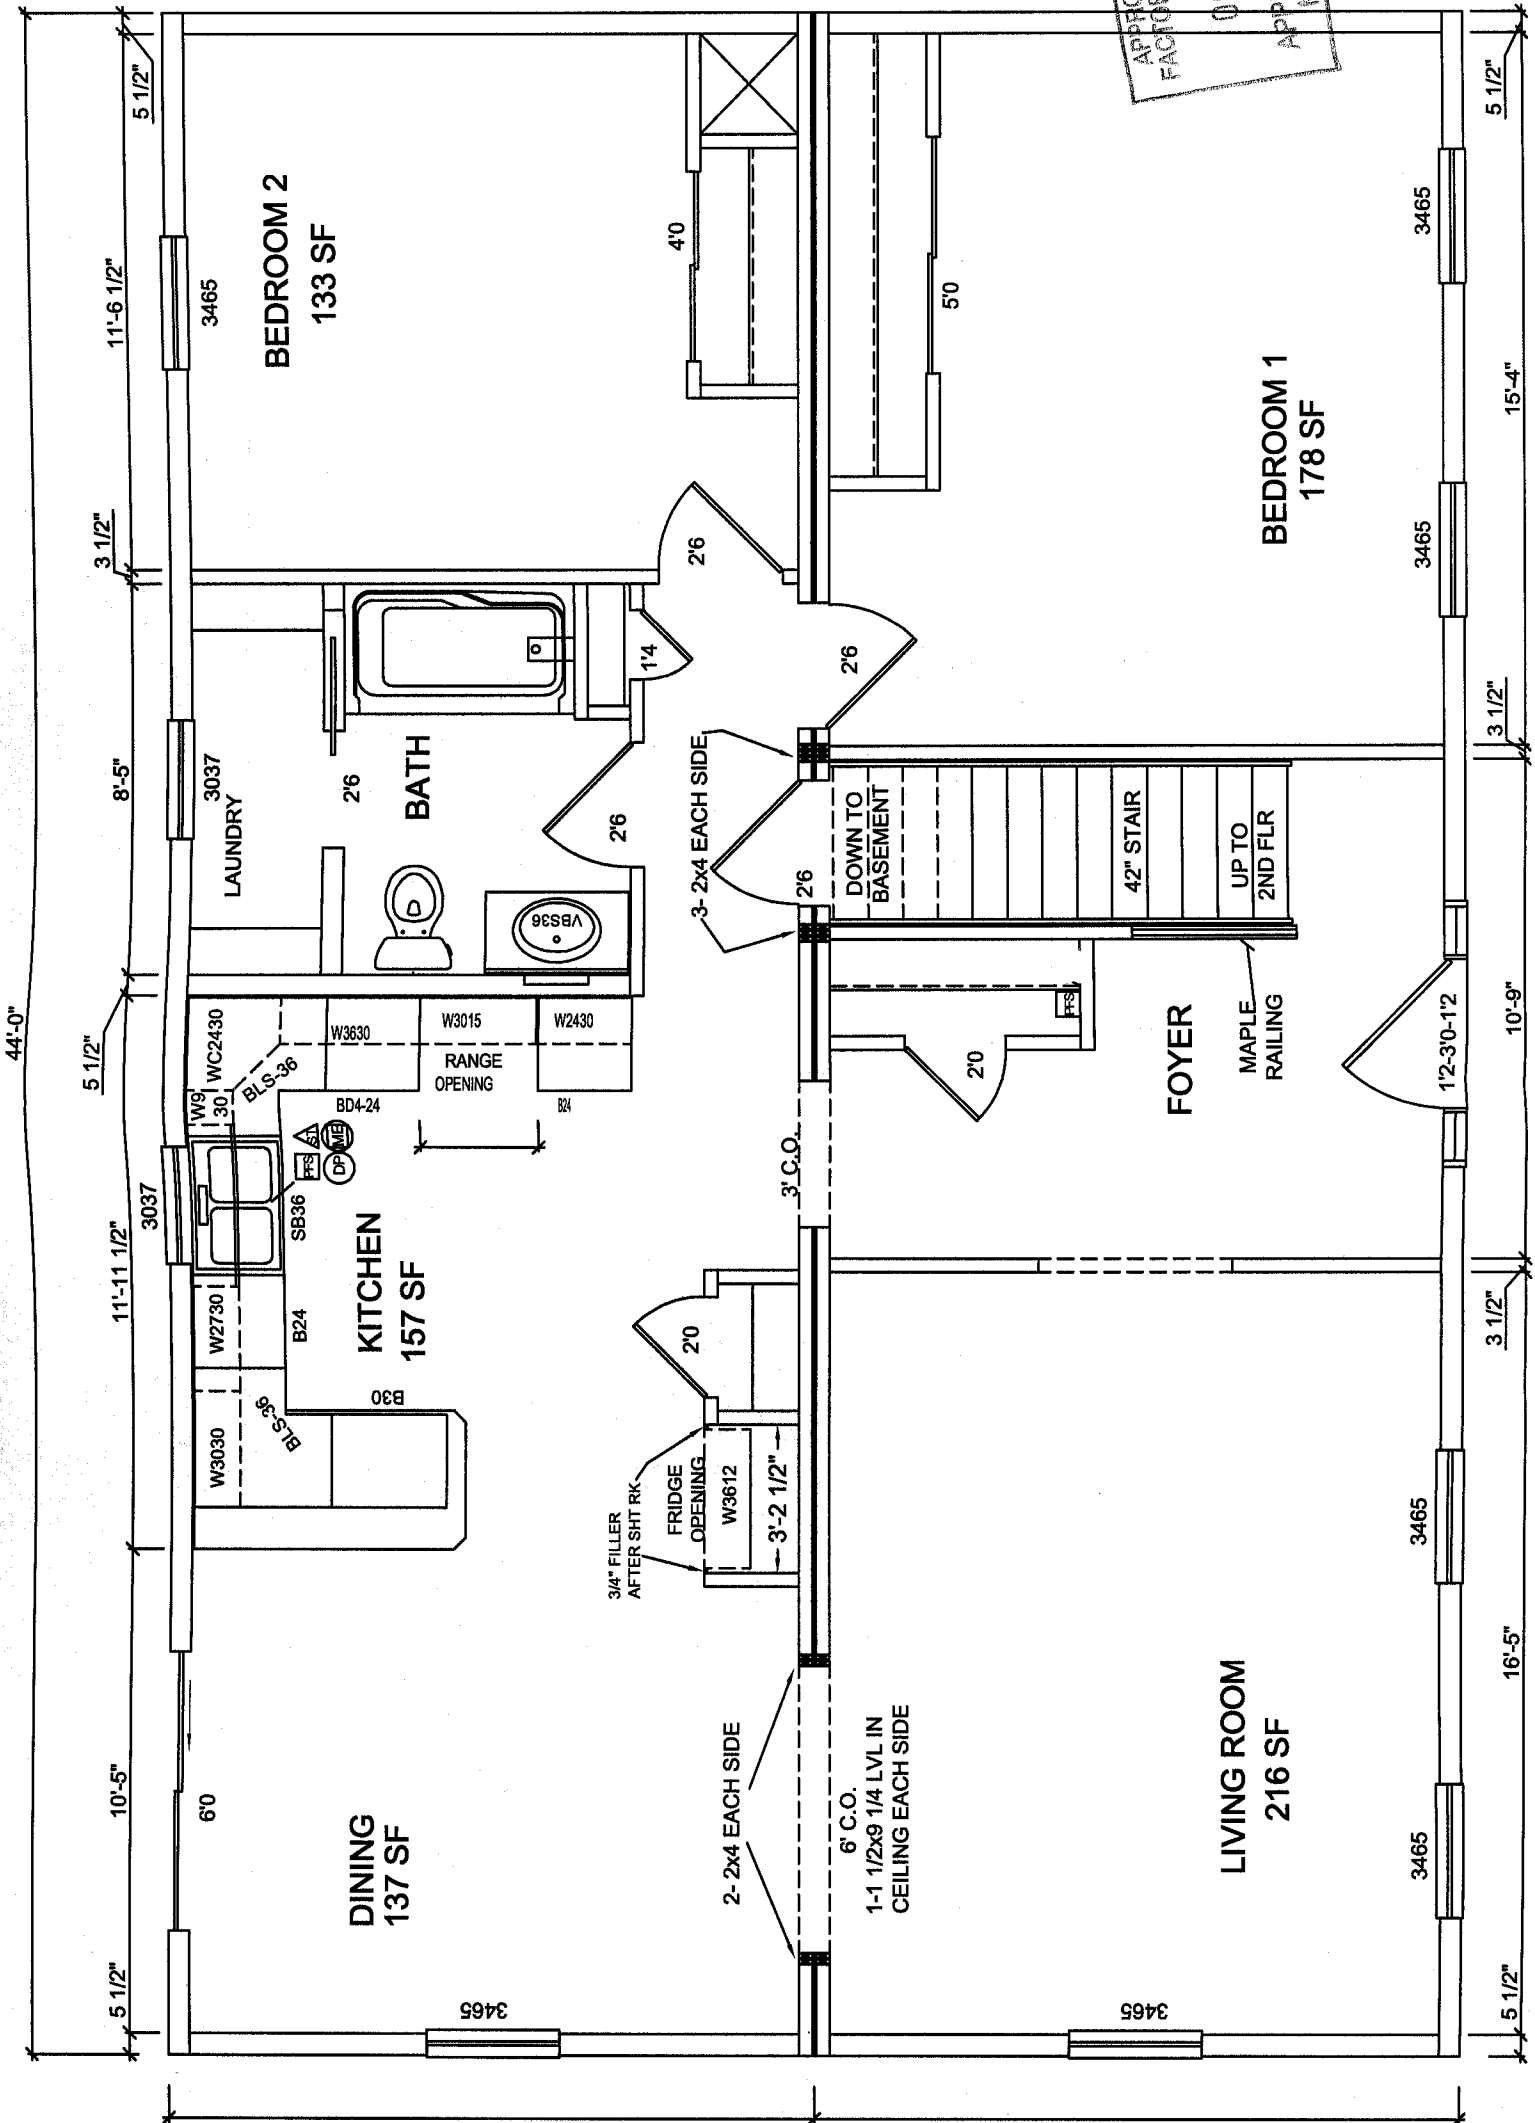 44'-0"
5 1/2"
10'-5"
11'-11 1/2"
5 1/2"
8'-5"
3 1/2"
11'-6 1/2"
5 1/2"
6'0
3037
3037
3465
DINING
137 SF
3465
W3030
W2730
BLS-36
B24
B30
SB36
W9
30
WC2430
BLS-36
W3630
BD4-24
W3015
RANGE
OPENING
W2430
B24
PFS
ST
DP
ME
KITCHEN
157 SF
3/4" FILLER
AFTER SHT RK
FRIDGE
OPENING
W3612
3'-2 1/2"
2'0
LAUNDRY
2'6
BATH
VBS36
2'6
1'4
BEDROOM 2
133 SF
4'0
2'6
2- 2x4 EACH SIDE
6' C.O.
1-1 1/2x9 1/4 LVL IN
CEILING EACH SIDE
3' C.O.
3- 2x4 EACH SIDE
2'6
2'6
DOWN TO
BASEMENT
42" STAIR
UP TO
2ND FLR
PFS
2'0
FOYER
MAPLE
RAILING
1'2-3'0-1'2
5'0
BEDROOM 1
178 SF
3465
3465
LIVING ROOM
216 SF
3465
3465
3465
5 1/2"
16'-5"
3 1/2"
10'-9"
3 1/2"
15'-4"
5 1/2"